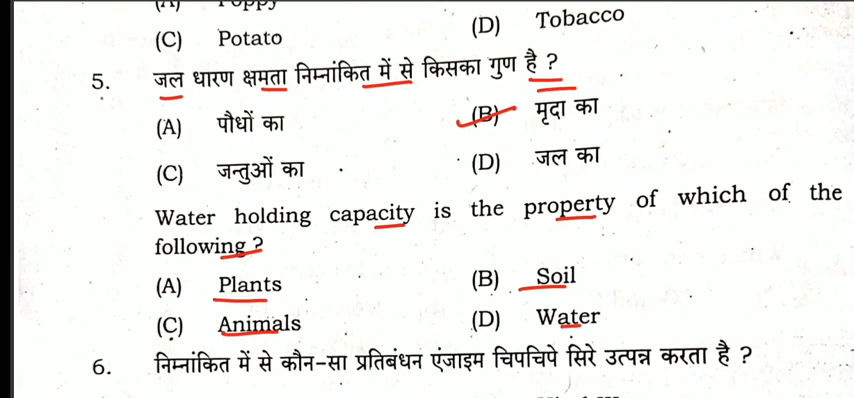 (A) Poppy
(C) Potato (D) Tobacco
5. जल धारण क्षमता निम्नांकित में से किसका गुण है ?
(A) पौधों का (B) मृदा का
(C) जन्तुओं का (D) जल का
Water holding capacity is the property of which of the
following ?
(A) Plants (B) Soil
(C) Animals (D) Water
6. निम्नांकित में से कौन-सा प्रतिबंधन एंजाइम चिपचिपे सिरे उत्पन्न करता है ?